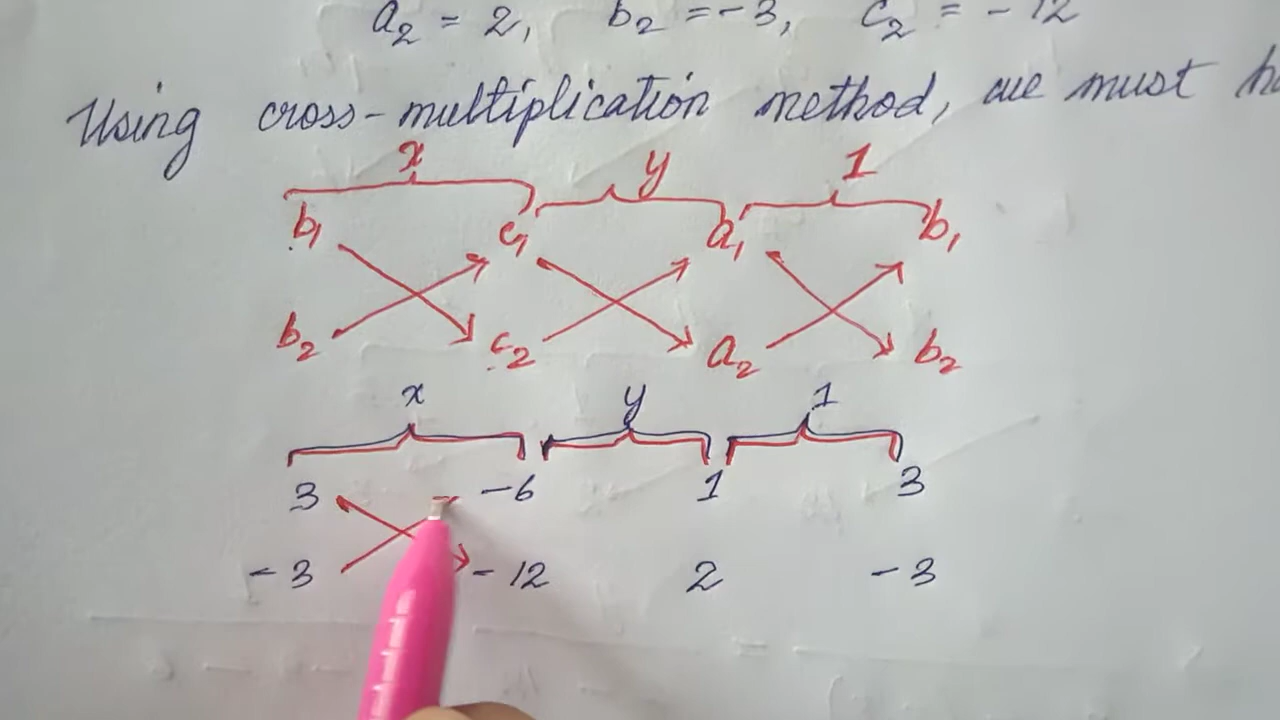 a₂ = 2, b₂ = -3, c₂ = -12
Using cross-multiplication method, we must
x y 1
b₁ c₁ a₁ b₁
b₂ c₂ a₂ b₂
x y 1
3 -6 1 3
-3 -12 2 -3